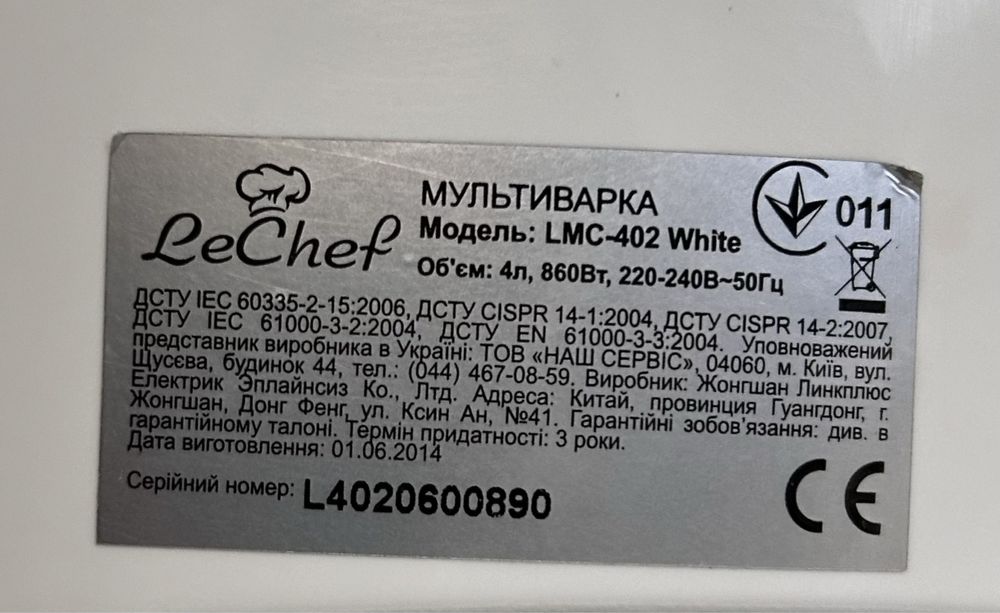 LeChef
МУЛЬТИВАРКА
Модель: LMC-402 White
Об'єм: 4л, 860Вт, 220-240В~50Гц
011
ДСТУ IEC 60335-2-15:2006, ДСТУ CISPR 14-1:2004, ДСТУ CISPR 14-2:2007,
ДСТУ IEC 61000-3-2:2004, ДСТУ EN 61000-3-3:2004. Уповноважений
представник виробника в Україні: ТОВ «НАШ СЕРВІС», 04060, м. Київ, вул.
Щусєва, будинок 44, тел.: (044) 467-08-59. Виробник: Жонгшан Линкплюс
Електрик Эплайнсиз Ко., Лтд. Адреса: Китай, провинция Гуангдонг, г.
Жонгшан, Донг Фенг, ул. Ксин Ан, №41. Гарантійні зобов'язання: див. в
гарантійному талоні. Термін придатності: 3 роки.
Дата виготовлення: 01.06.2014
Серійний номер: L4020600890
CE